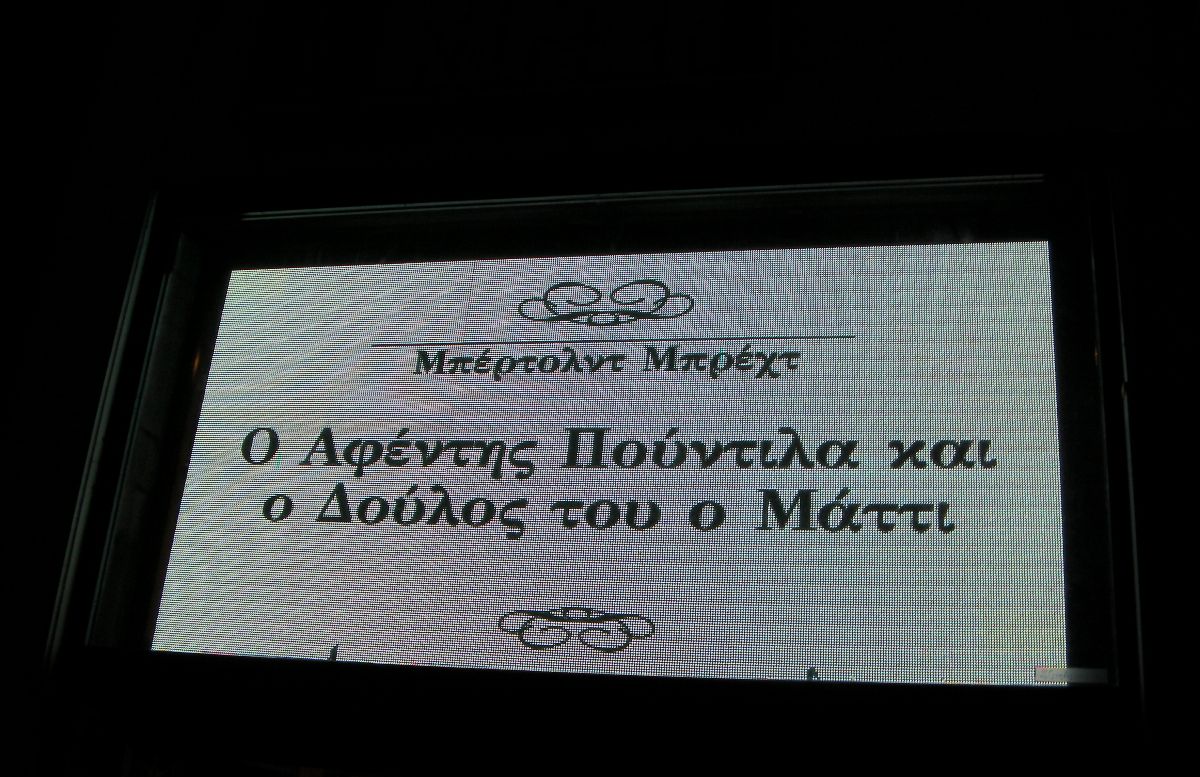 Μπέρτολντ Μπρέχτ
Ο Αφέντης Πούντιλα και
ο Δούλος του ο Μάττι